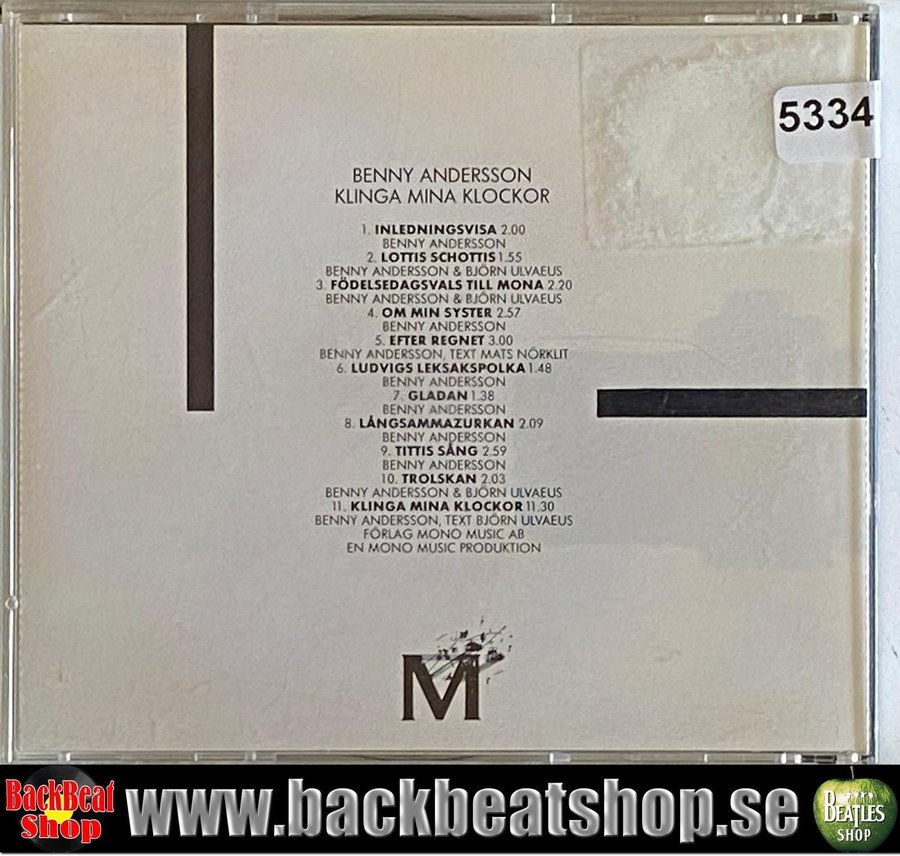 5334
BENNY ANDERSSON
KLINGA MINA KLOCKOR
1. INLEDNINGSVISA 2.00
BENNY ANDERSSON
2. LOTTIS SCHOTTIS 1.55
BENNY ANDERSSON & BJÖRN ULVAEUS
3. FÖDELSEDAGSVALS TILL MONA 2.20
BENNY ANDERSSON & BJÖRN ULVAEUS
4. OM MIN SYSTER 2.57
BENNY ANDERSSON
5. EFTER REGNET 3.00
BENNY ANDERSSON, TEXT MATS NÖRKLIT
6. LUDVIGS LEKSAKSPOLKA 1.48
BENNY ANDERSSON
7. GLADAN 1.38
BENNY ANDERSSON
8. LÅNGSAMMAZURKAN 2.09
BENNY ANDERSSON
9. TITTIS SÅNG 2.59
BENNY ANDERSSON
10. TROLSKAN 2.03
BENNY ANDERSSON & BJÖRN ULVAEUS
11. KLINGA MINA KLOCKOR 11.30
BENNY ANDERSSON, TEXT BJÖRN ULVAEUS
FÖRLAG MONO MUSIC AB
EN MONO MUSIC PRODUKTION
M
BackBeat
Shop
www.backbeatshop.se
BEATLES
SHOP